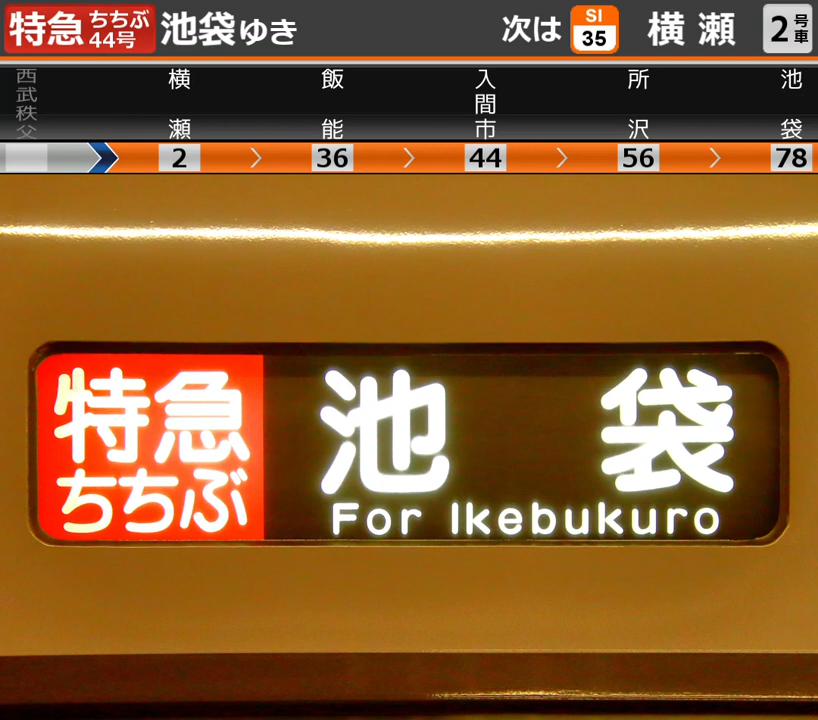 特急 ちちぶ44号 池袋ゆき 次は SI 35 横瀬 2号車
西武秩父 横瀬 飯能 入間市 所沢 池袋
2 36 44 56 78
特急 池袋
ちちぶ For Ikebukuro